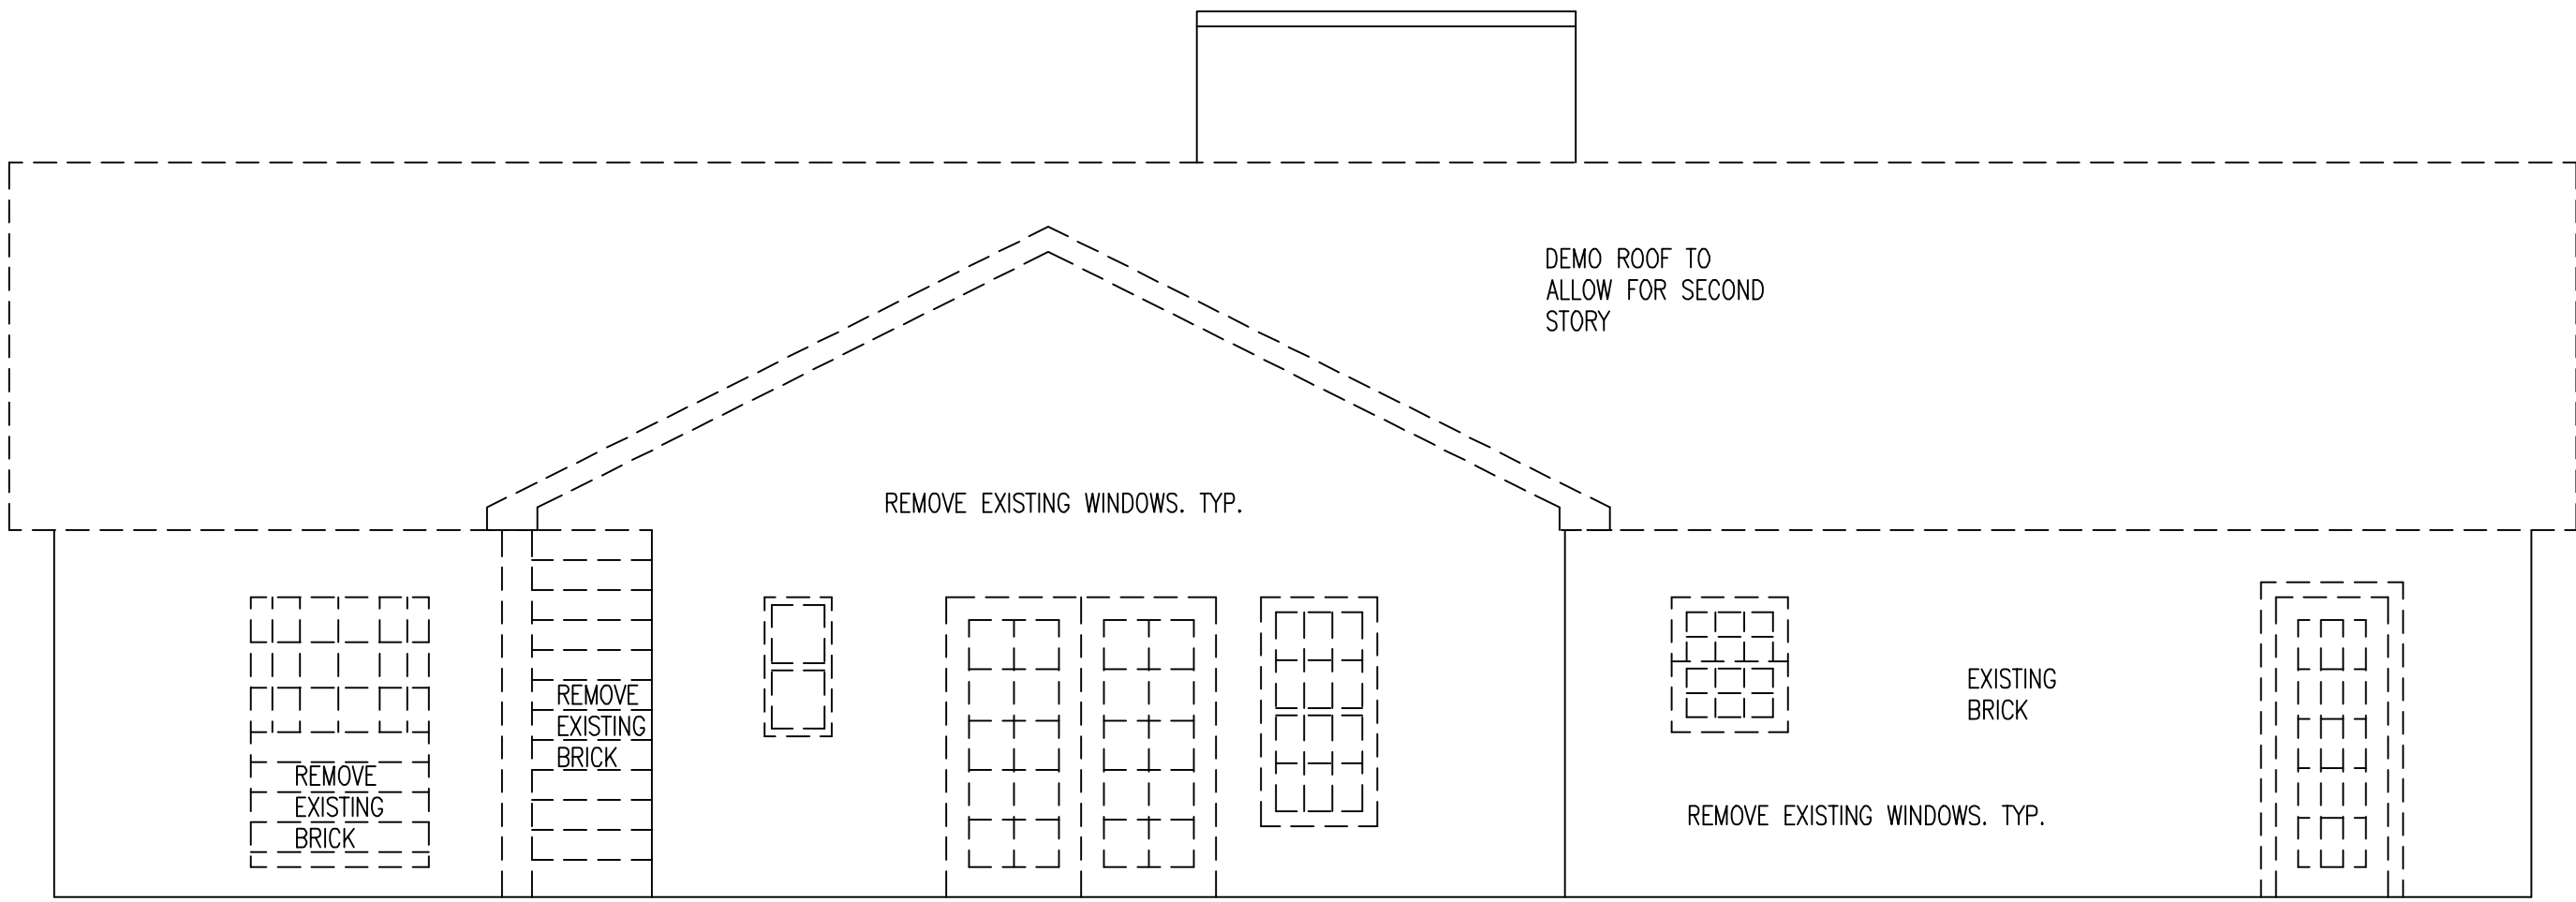 DEMO ROOF TO
ALLOW FOR SECOND
STORY
REMOVE EXISTING WINDOWS. TYP.
REMOVE
EXISTING
BRICK
REMOVE
EXISTING
BRICK
EXISTING
BRICK
REMOVE EXISTING WINDOWS. TYP.